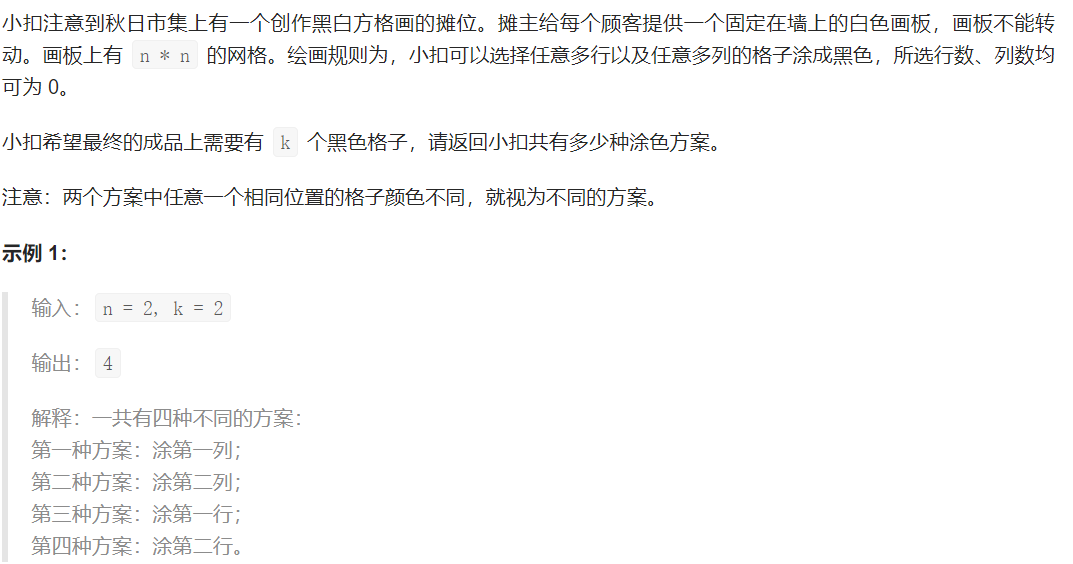 小扣注意到秋日市集上有一个创作黑白方格画的摊位。摊主给每个顾客提供一个固定在墙上的白色画板，画板不能转
动。画板上有 n * n 的网格。绘画规则为，小扣可以选择任意多行以及任意多列的格子涂成黑色，所选行数、列数均
可为 0。
小扣希望最终的成品上需要有 k 个黑色格子，请返回小扣共有多少种涂色方案。
注意：两个方案中任意一个相同位置的格子颜色不同，就视为不同的方案。
示例 1：
输入：n = 2, k = 2
输出：4
解释：一共有四种不同的方案：
第一种方案：涂第一列；
第二种方案：涂第二列；
第三种方案：涂第一行；
第四种方案：涂第二行。